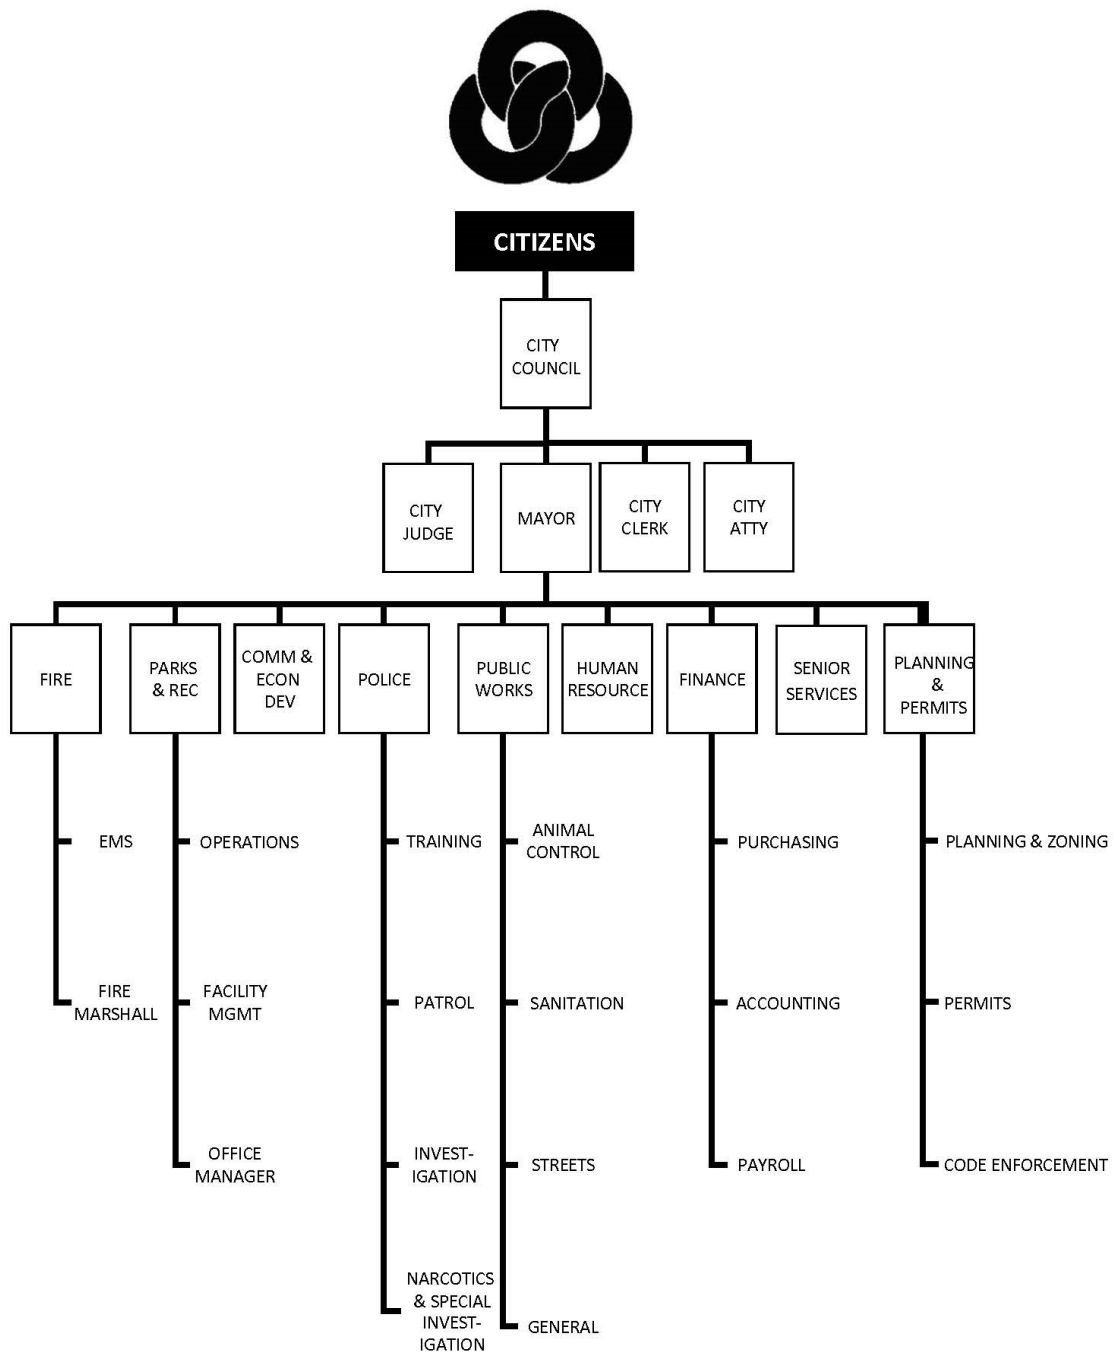 CITIZENS
CITY
COUNCIL
CITY
JUDGE
MAYOR
CITY
CLERK
CITY
ATTY
FIRE
PARKS
& REC
COMM &
ECON
DEV
POLICE
PUBLIC
WORKS
HUMAN
RESOURCE
FINANCE
SENIOR
SERVICES
PLANNING
&
PERMITS
EMS
OPERATIONS
TRAINING
ANIMAL
CONTROL
PURCHASING
PLANNING & ZONING
FIRE
MARSHALL
FACILITY
MGMT
PATROL
SANITATION
ACCOUNTING
PERMITS
OFFICE
MANAGER
INVEST-
IGATION
STREETS
PAYROLL
CODE ENFORCEMENT
NARCOTICS
& SPECIAL
INVEST-
IGATION
GENERAL